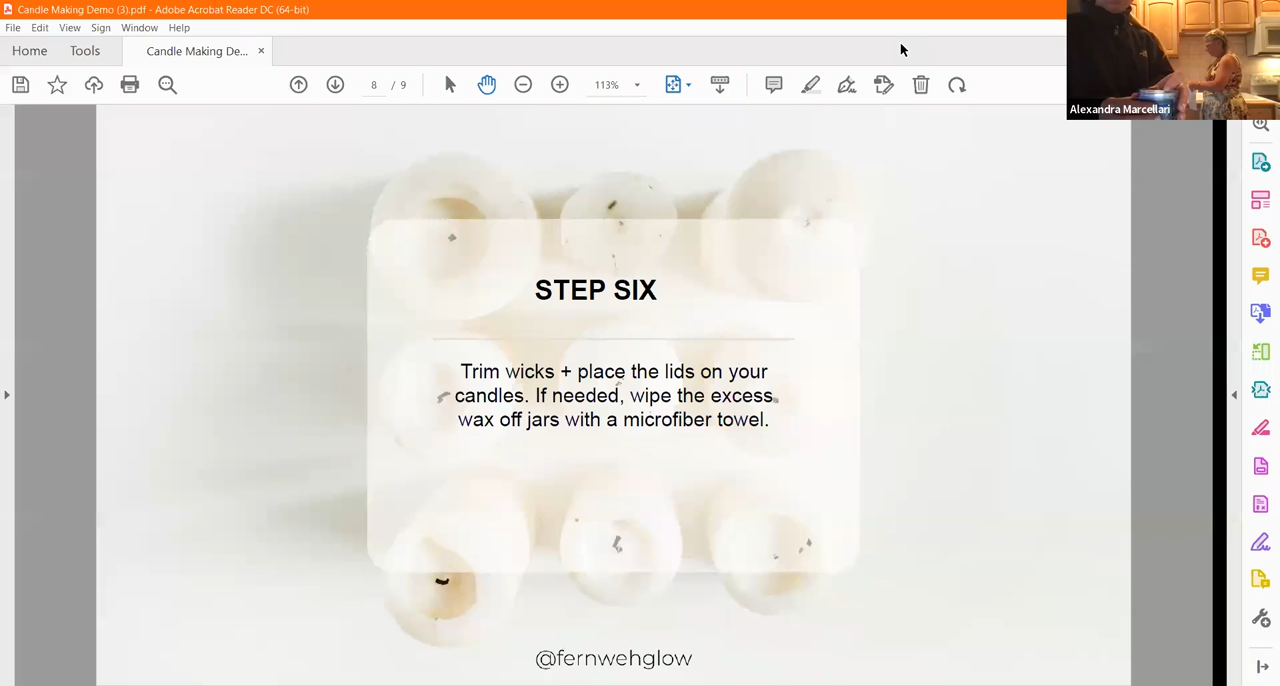 Candle Making Demo (3).pdf - Adobe Acrobat Reader DC (64-bit)
File Edit View Sign Window Help
Home Tools Candle Making De... ×
8 / 9 113%
Alexandra Marcellari
STEP SIX
Trim wicks + place the lids on your
candles. If needed, wipe the excess
wax off jars with a microfiber towel.
@fernwehglow